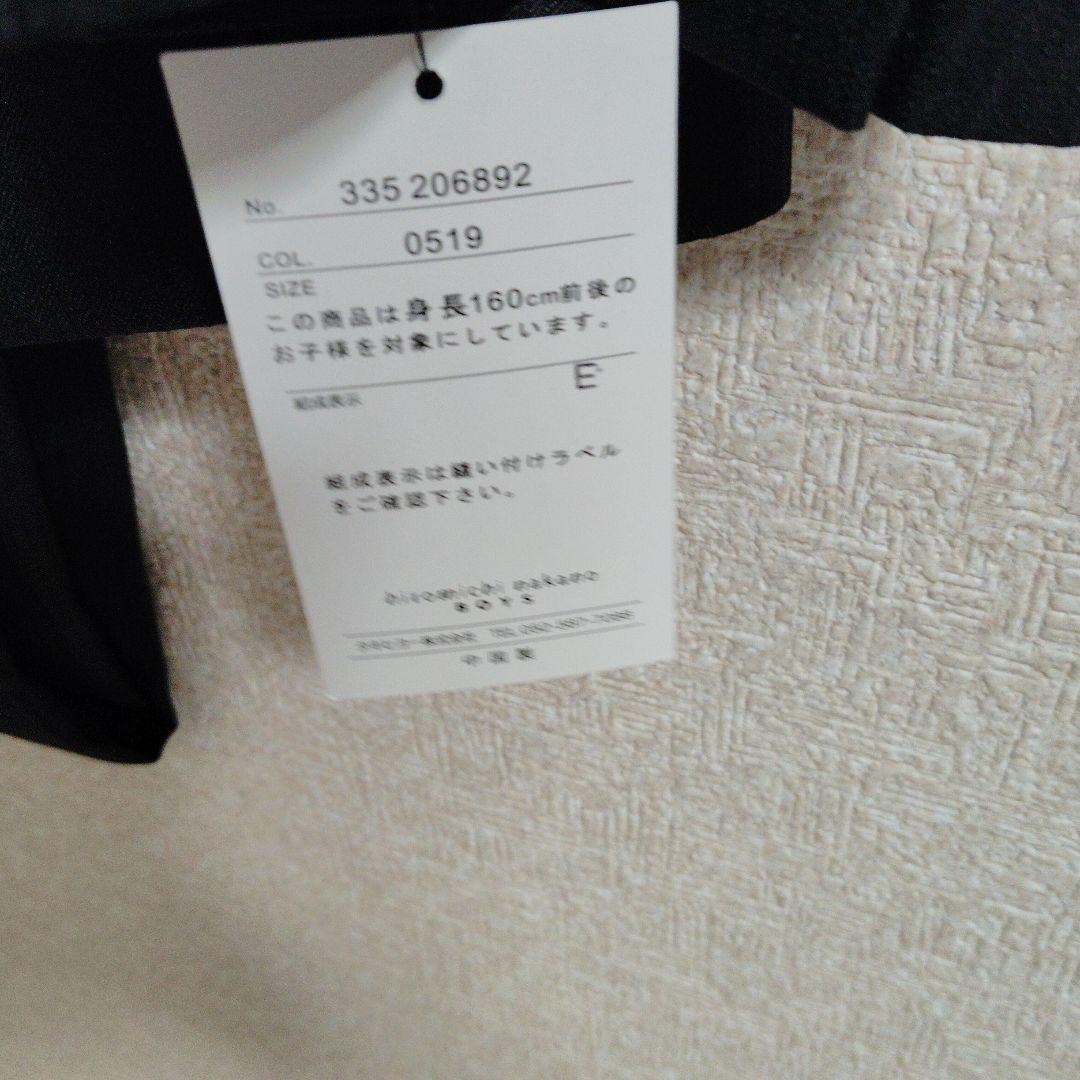 No. 335 206892
COL. 0519
SIZE
この商品は身長160cm前後の
お子様を対象にしています。
E
組成表示
組成表示は縫い付けラベル
をご確認下さい。
hiromichi nakano
BOYS
中国製